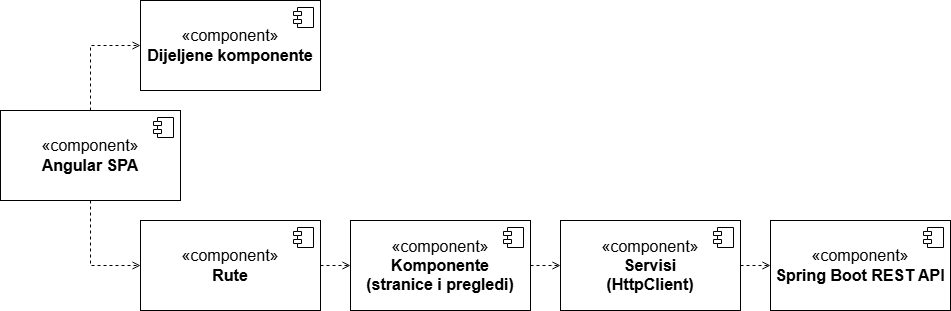 «component»
Dijeljene komponente
«component»
Angular SPA
«component»
Rute
«component»
Komponente
(stranice i pregledi)
«component»
Servisi
(HttpClient)
«component»
Spring Boot REST API